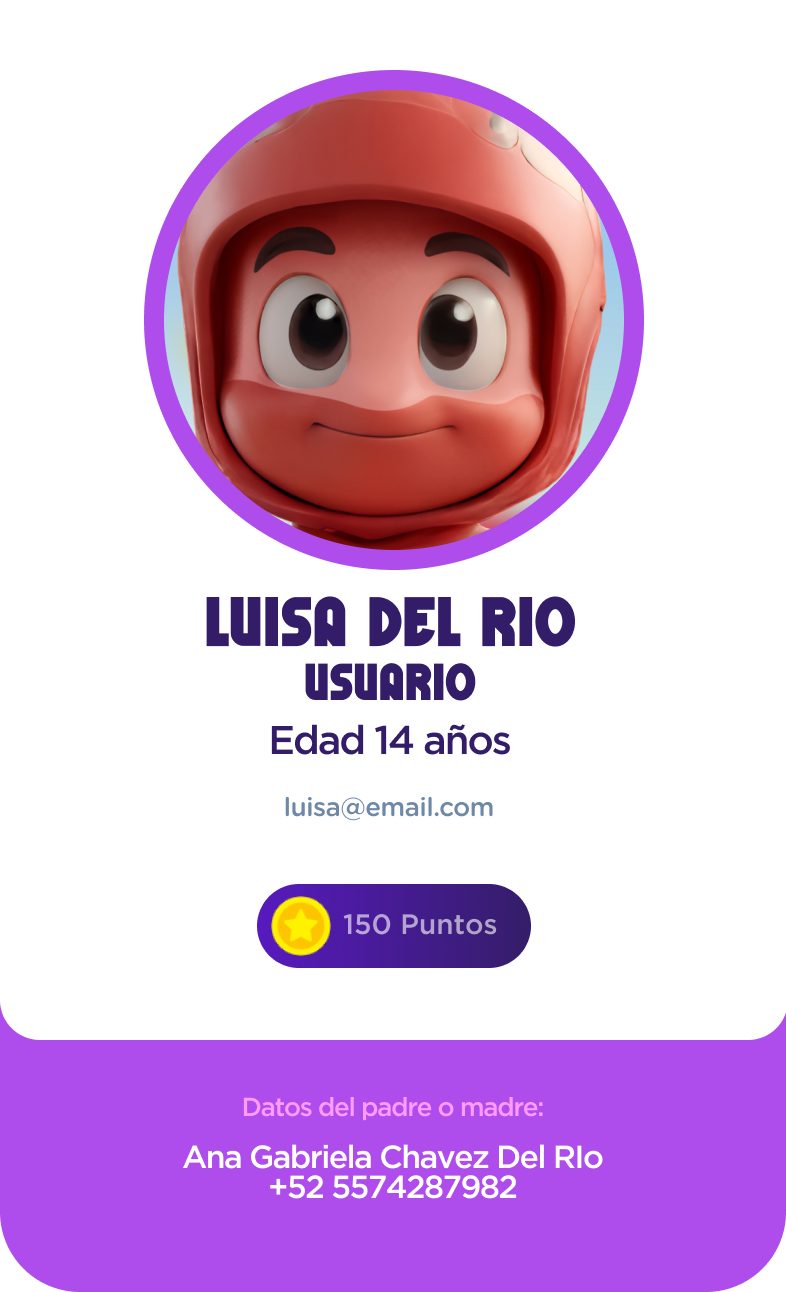 LUISA DEL RIO
USUARIO
Edad 14 años
luisa@email.com
150 Puntos
Datos del padre o madre:
Ana Gabriela Chavez Del RIo
+52 5574287982